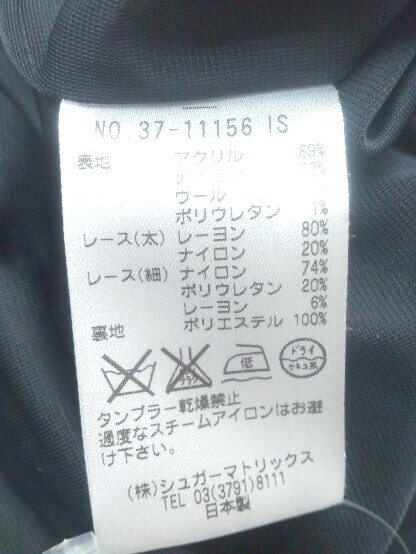 NO.37-11156 IS
表地 アクリル 69%
ウール
ポリウレタン 1%
レース(太) レーヨン 80%
ナイロン 20%
レース(細) ナイロン 74%
ポリウレタン 20%
レーヨン 6%
裏地 ポリエステル 100%
低 ドライ セキユ系
タンブラー乾燥禁止
過度なスチームアイロンはお避
け下さい。
(株)シュガーマトリックス
TEL 03(3791)8111
日本製